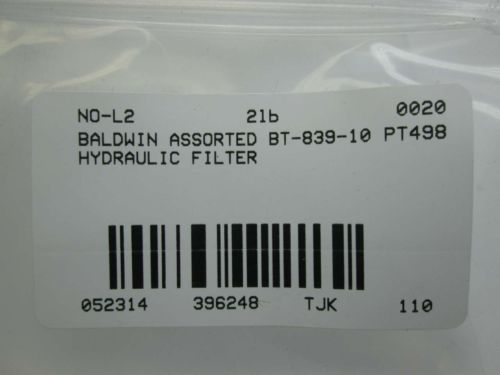 NO-L2 2lb 0020
BALDWIN ASSORTED BT-839-10 PT498
HYDRAULIC FILTER
052314 396248 TJK 110